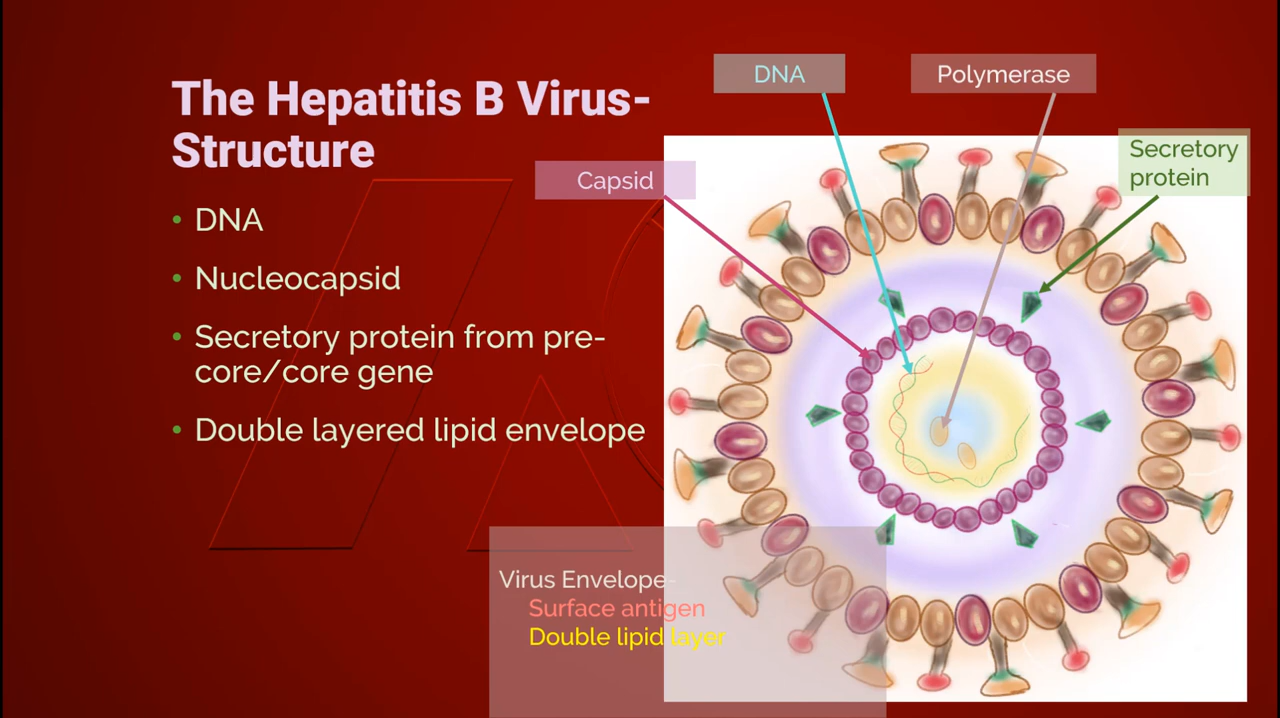 The Hepatitis B Virus-
Structure
• DNA
• Nucleocapsid
• Secretory protein from pre-
core/core gene
• Double layered lipid envelope
DNA
Polymerase
Secretory
protein
Capsid
Virus Envelope-
Surface antigen
Double lipid layer